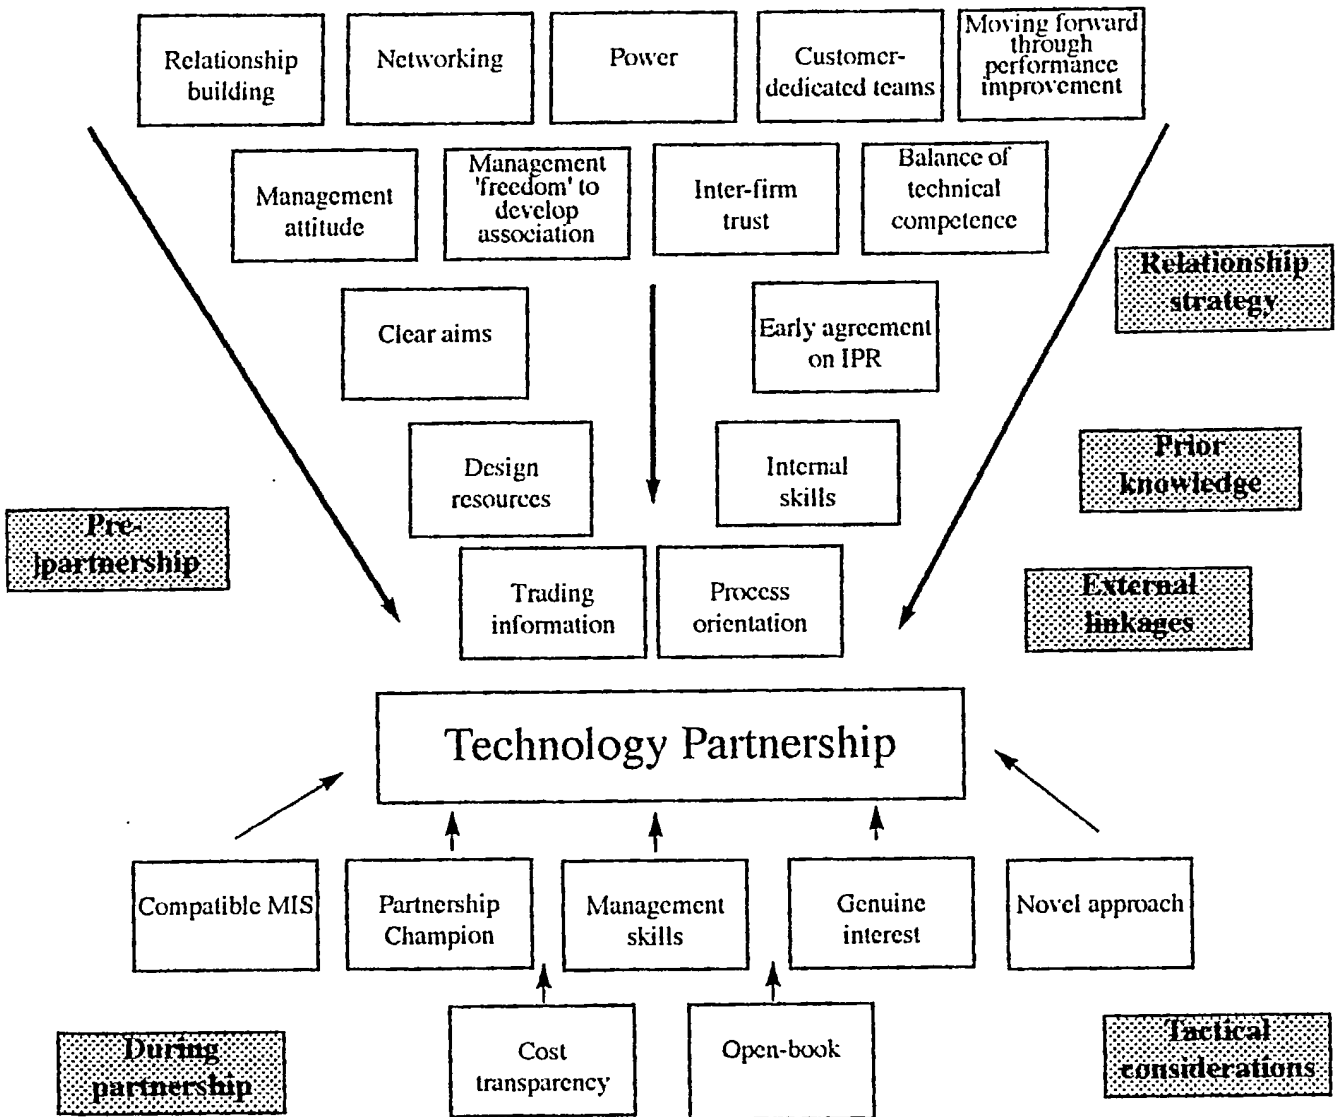 Relationship
building
Networking
Power
Customer-
dedicated teams
Moving forward
through
performance
improvement
Management
attitude
Management
'freedom' to
develop
association
Inter-firm
trust
Balance of
technical
competence
Relationship
strategy
Clear aims
Early agreement
on IPR
Design
resources
Internal
skills
Prior
knowledge
Pre-
partnership
Trading
information
Process
orientation
External
linkages
Technology Partnership
Compatible MIS
Partnership
Champion
Management
skills
Genuine
interest
Novel approach
During
partnership
Cost
transparency
Open-book
Tactical
considerations